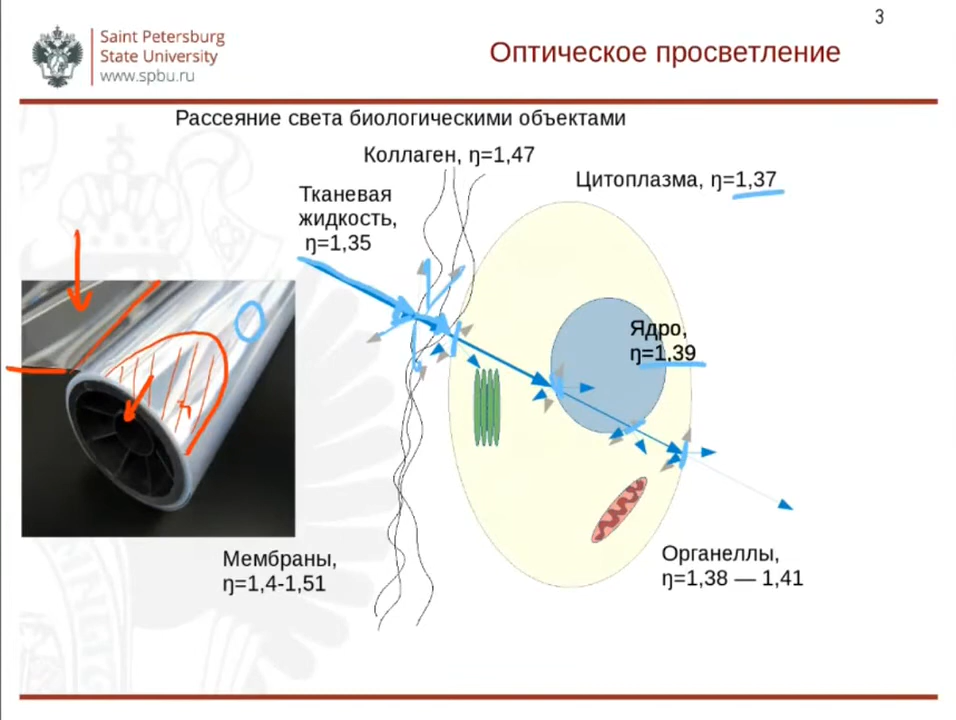 3
Saint Petersburg
State University
www.spbu.ru
Оптическое просветление
Рассеяние света биологическими объектами
Коллаген, ŋ=1,47
Цитоплазма, ŋ=1,37
Тканевая
жидкость,
ŋ=1,35
Ядро,
ŋ=1,39
Мембраны,
ŋ=1,4-1,51
Органеллы,
ŋ=1,38 — 1,41